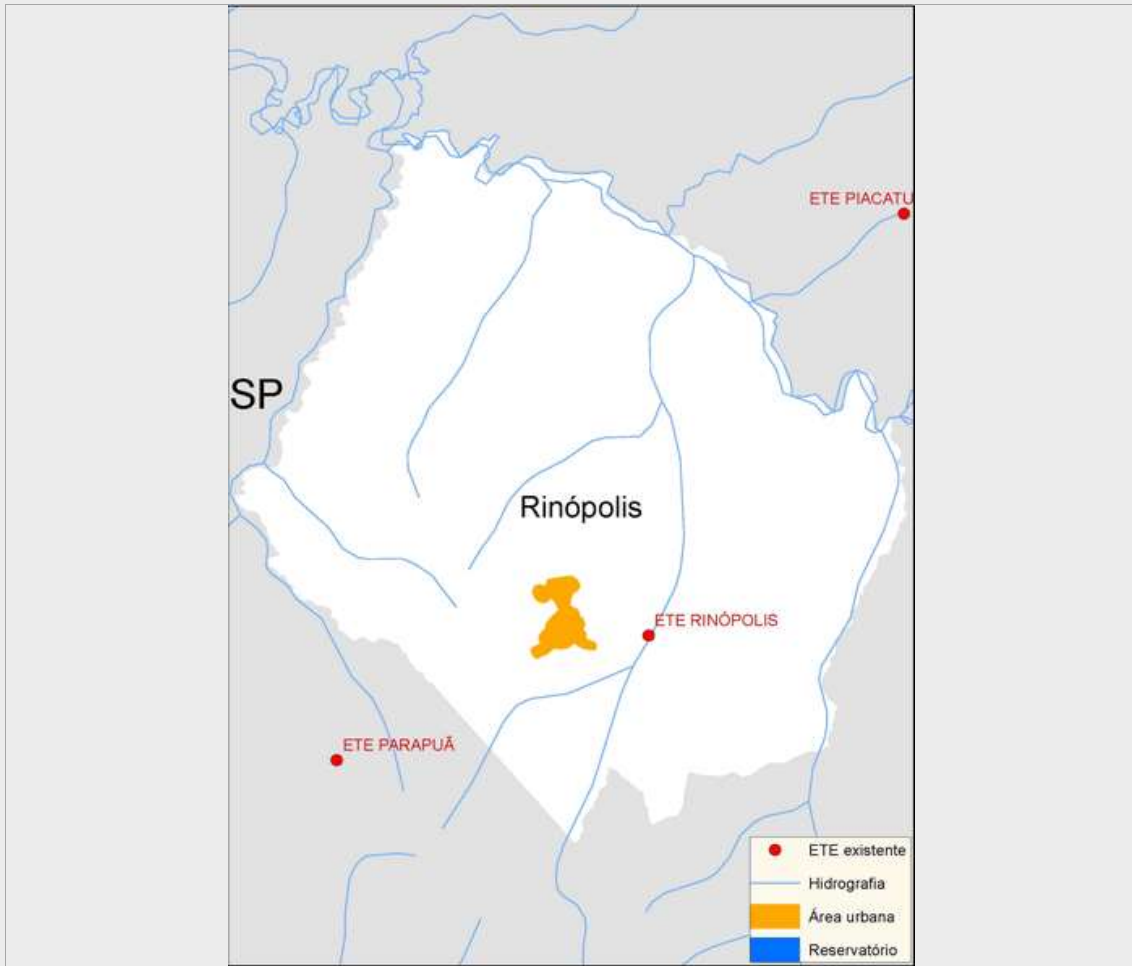 ETE PIACATU
SP
Rinópolis
ETE RINÓPOLIS
ETE PARAPUÃ
ETE existente
Hidrografia
Área urbana
Reservatório